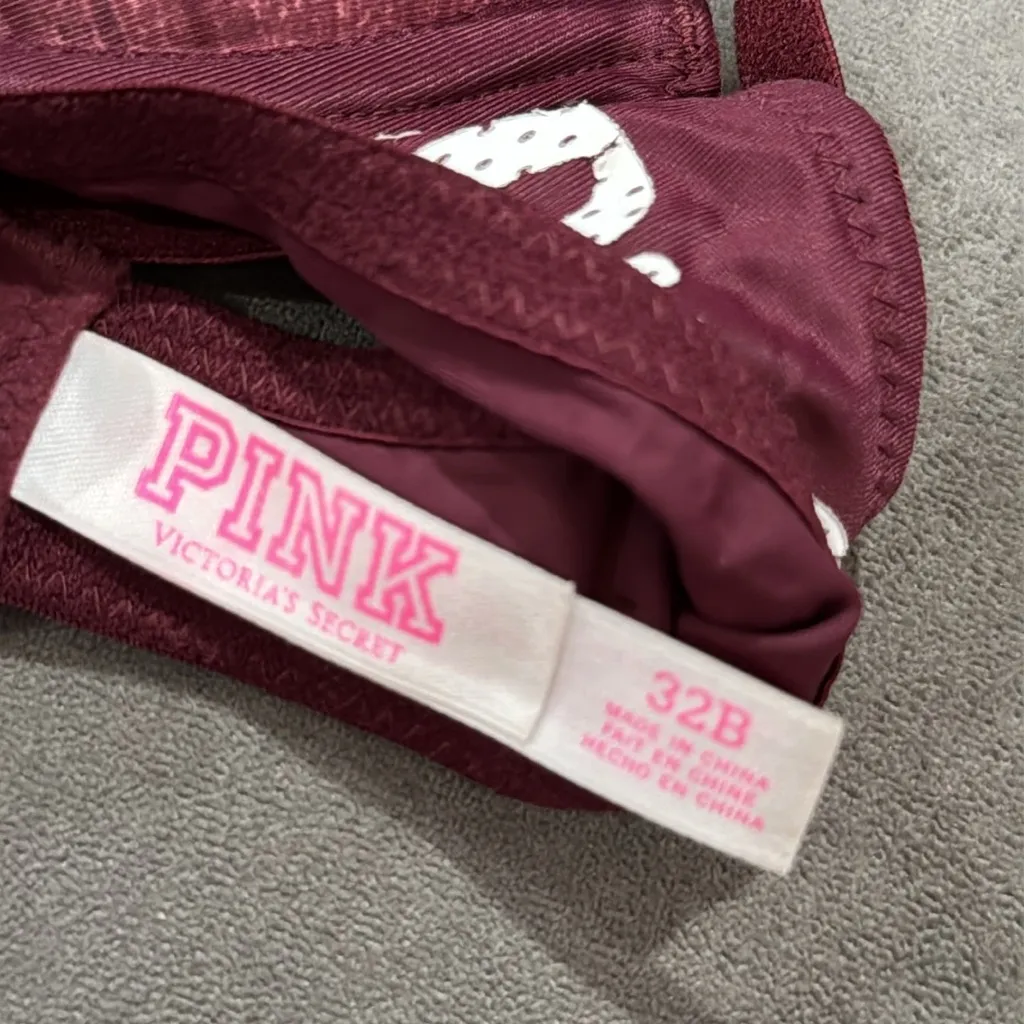 PINK
VICTORIA'S SECRET
32B
MADE IN CHINA
FAIT EN CHINE
HECHO EN CHINA